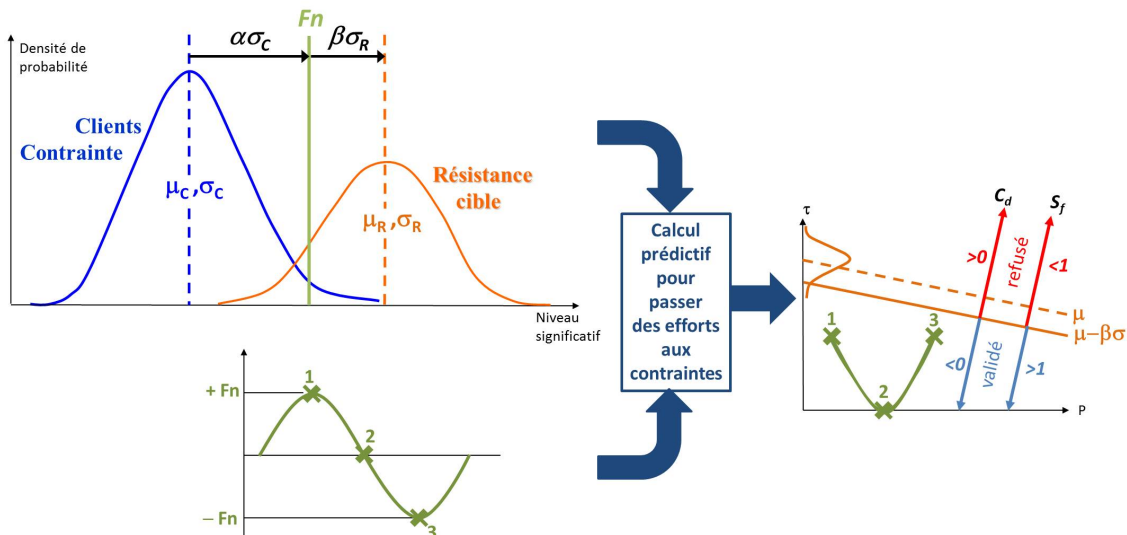 Fn
ασC
βσR
Densité de
probabilité
Clients
Contrainte
μC,σC
Résistance
cible
μR,σR
Niveau
significatif
+ Fn
1
2
– Fn
3
Calcul
prédictif
pour
passer
des efforts
aux
contraintes
τ
Cd
Sf
>0
refusé
<1
μ
μ–βσ
1
3
2
<0
validé
>1
P